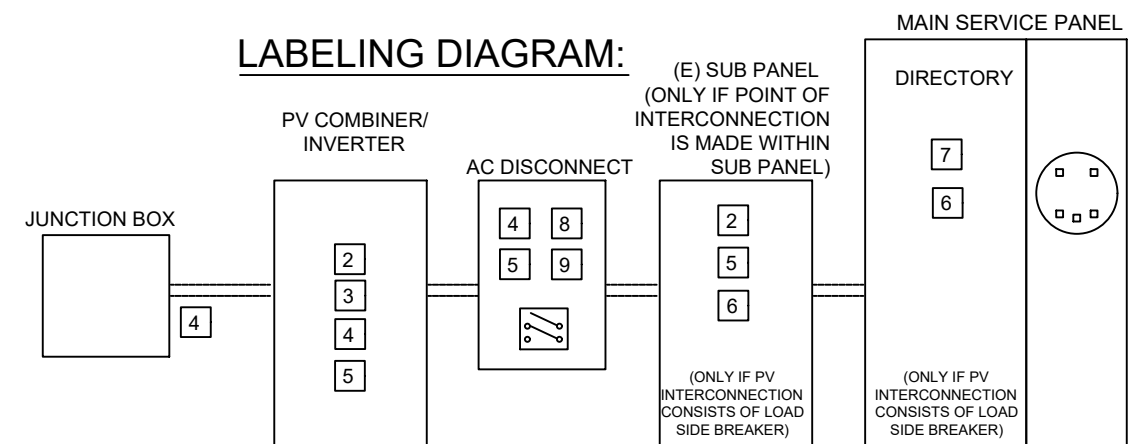 LABELING DIAGRAM:
JUNCTION BOX
4
PV COMBINER/
INVERTER
2
3
4
5
AC DISCONNECT
4 8
5 9
(E) SUB PANEL
(ONLY IF POINT OF
INTERCONNECTION
IS MADE WITHIN
SUB PANEL)
2
5
6
(ONLY IF PV
INTERCONNECTION
CONSISTS OF LOAD
SIDE BREAKER)
MAIN SERVICE PANEL
DIRECTORY
7
6
(ONLY IF PV
INTERCONNECTION
CONSISTS OF LOAD
SIDE BREAKER)